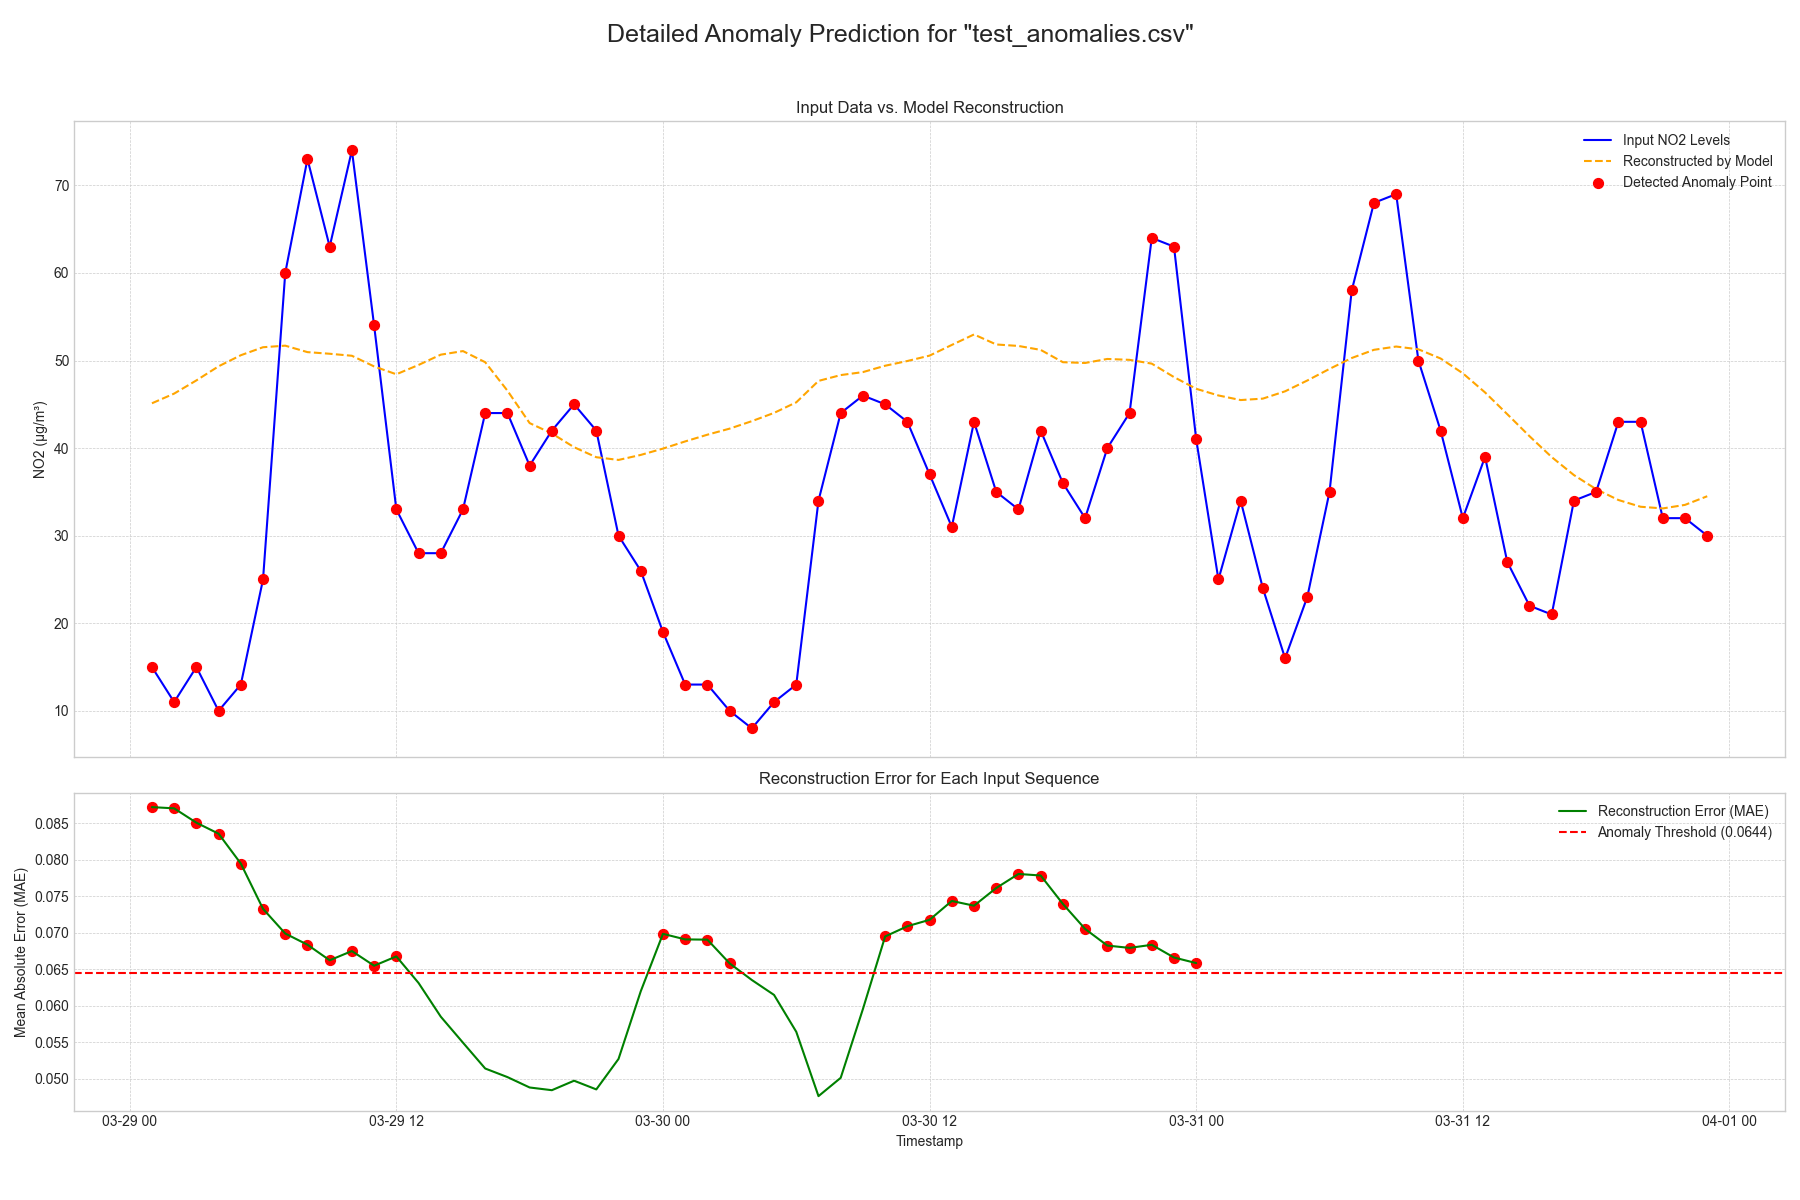 Detailed Anomaly Prediction for "test_anomalies.csv"
Input Data vs. Model Reconstruction
Input NO2 Levels
Reconstructed by Model
Detected Anomaly Point
NO2 (µg/m³)
70
60
50
40
30
20
10
Reconstruction Error for Each Input Sequence
Reconstruction Error (MAE)
Anomaly Threshold (0.0644)
Mean Absolute Error (MAE)
0.085
0.080
0.075
0.070
0.065
0.060
0.055
0.050
03-29 00
03-29 12
03-30 00
03-30 12
03-31 00
03-31 12
04-01 00
Timestamp